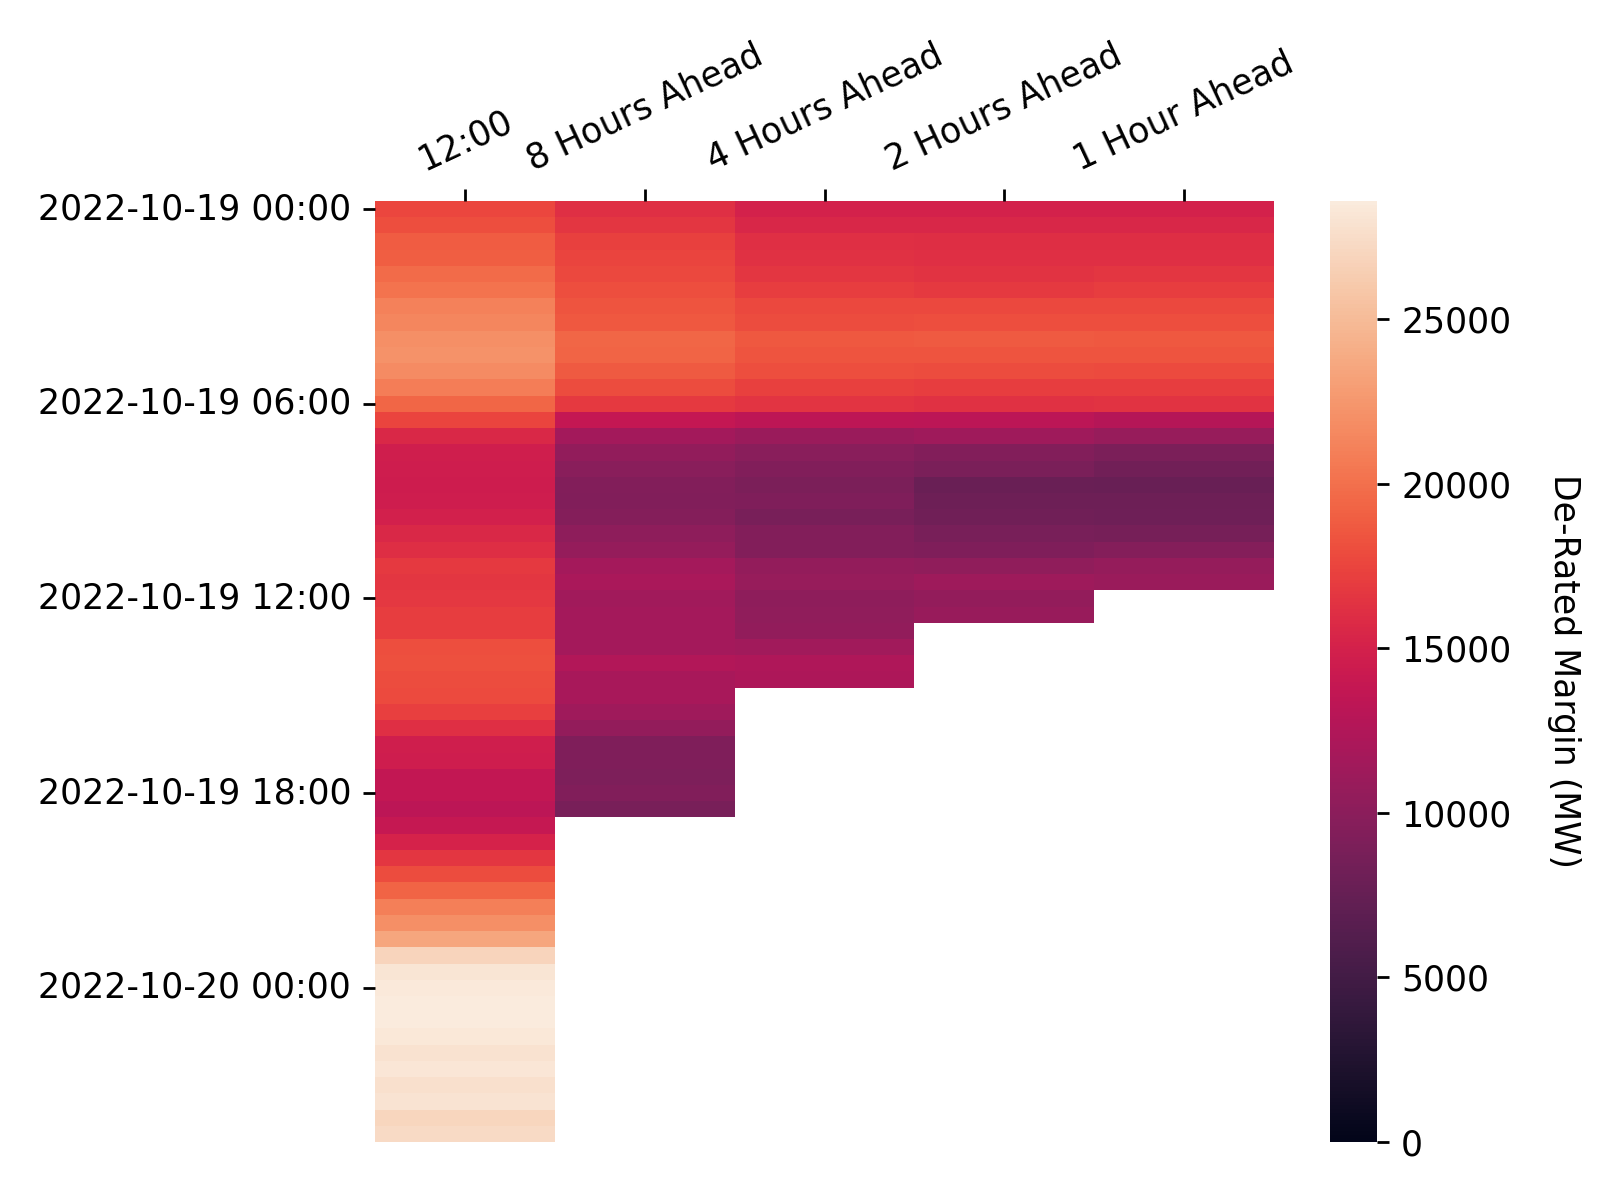 12:00
8 Hours Ahead
4 Hours Ahead
2 Hours Ahead
1 Hour Ahead
2022-10-19 00:00
2022-10-19 06:00
2022-10-19 12:00
2022-10-19 18:00
2022-10-20 00:00
25000
20000
15000
10000
5000
0
De-Rated Margin (MW)